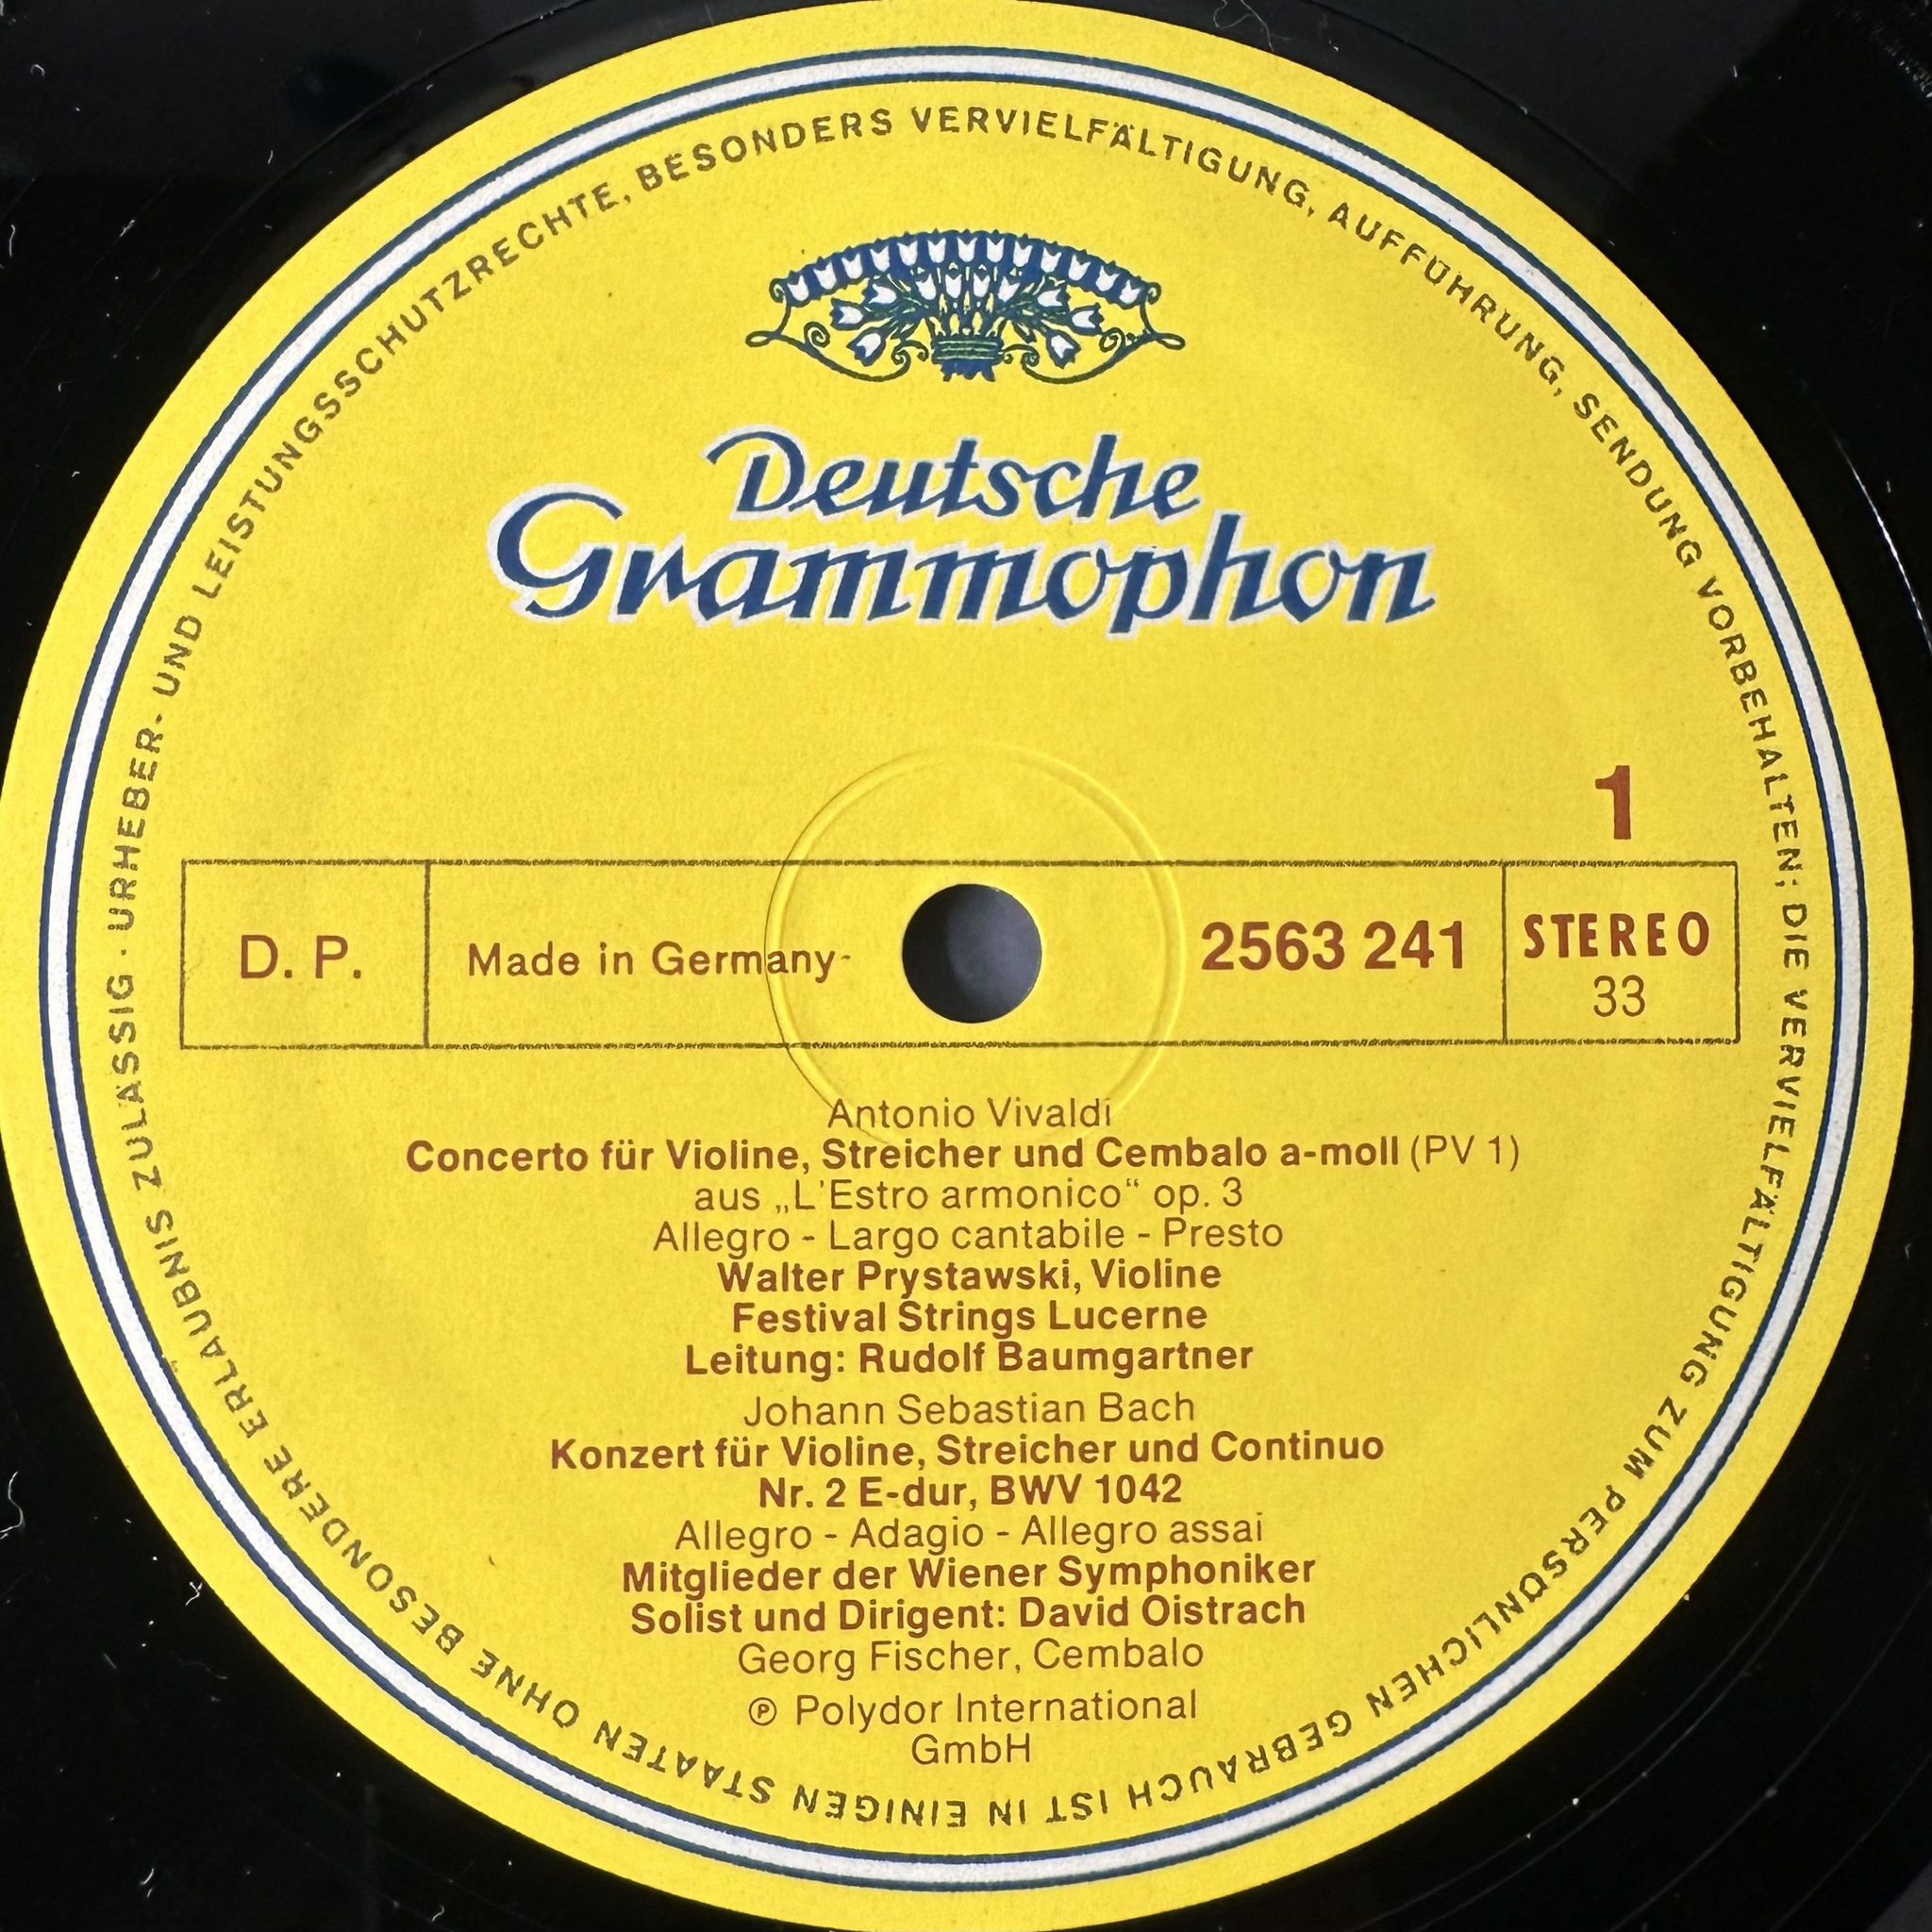 URHEBER- UND LEISTUNGSSCHUTZRECHTE, BESONDERS VERVIELFÄLTIGUNG, AUFFÜHRUNG, SENDUNG VORBEHALTEN; DIE VERVIELFÄLTIGUNG ZUM PERSÖNLICHEN GEBRAUCH IST IN EINIGEN STAATEN OHNE BESONDERE ERLAUBNIS ZULÄSSIG ·
Deutsche
Grammophon
1
D. P.
Made in Germany
2563 241
STEREO
33
Antonio Vivaldi
Concerto für Violine, Streicher und Cembalo a-moll (PV 1)
aus „L'Estro armonico“ op. 3
Allegro - Largo cantabile - Presto
Walter Prystawski, Violine
Festival Strings Lucerne
Leitung: Rudolf Baumgartner
Johann Sebastian Bach
Konzert für Violine, Streicher und Continuo
Nr. 2 E-dur, BWV 1042
Allegro - Adagio - Allegro assai
Mitglieder der Wiener Symphoniker
Solist und Dirigent: David Oistrach
Georg Fischer, Cembalo
℗ Polydor International
GmbH